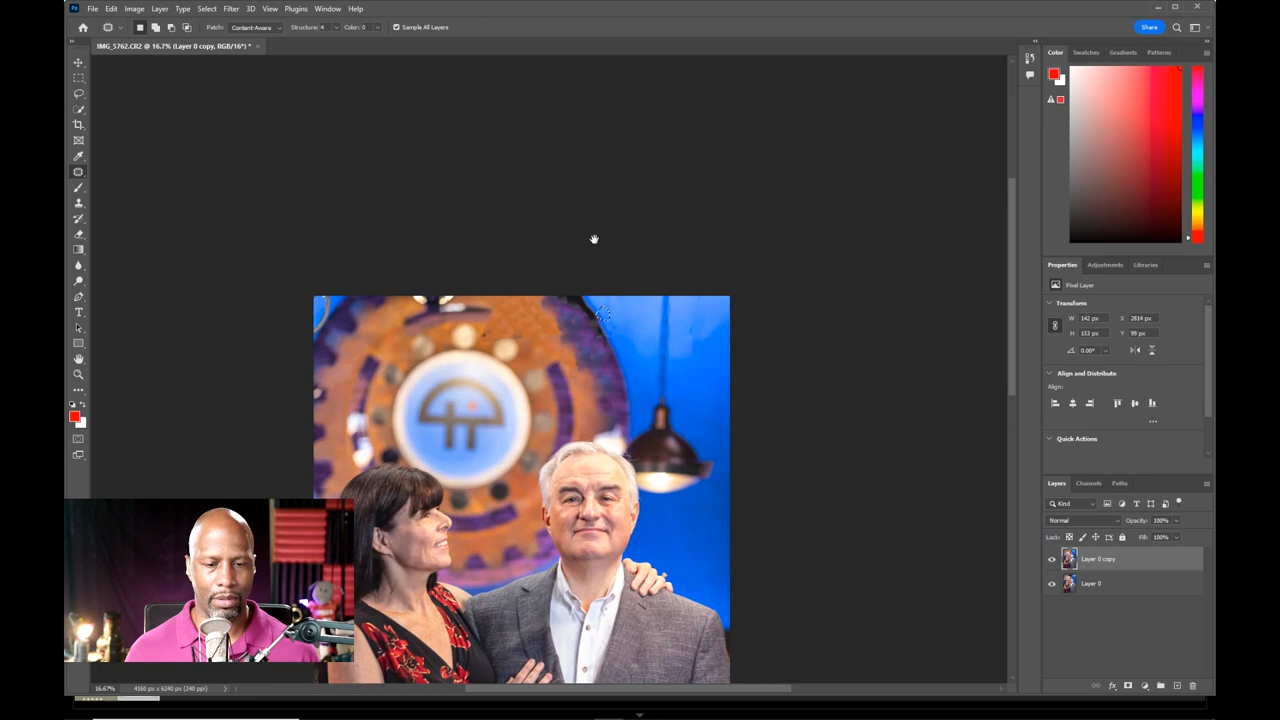 Ps File Edit Image Layer Type Select Filter 3D View Plugins Window Help
Patch: Content-Aware Structure: 4 Color: 0 Sample All Layers Share
IMG_5762.CR2 @ 16.7% (Layer 0 copy, RGB/16*) * ×
Color Swatches Gradients Patterns
Properties Adjustments Libraries
Pixel Layer
Transform
W 142 px X 2814 px
H 153 px Y 99 px
0.00°
Align and Distribute
Align:
...
Quick Actions
Layers Channels Paths
Kind
Normal Opacity: 100%
Lock: Fill: 100%
Layer 0 copy
Layer 0
16.67% 4160 px x 6240 px (240 ppi)